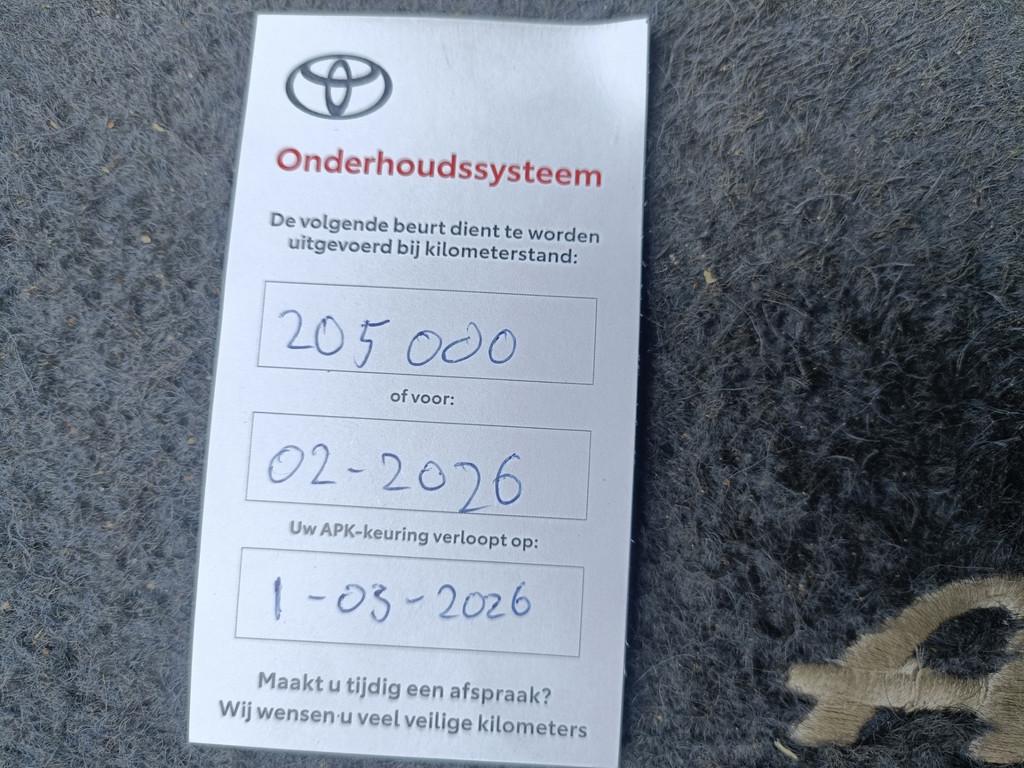 Onderhoudssysteem
De volgende beurt dient te worden
uitgevoerd bij kilometerstand:
205 000
of voor:
02-2026
Uw APK-keuring verloopt op:
1-03-2026
Maakt u tijdig een afspraak?
Wij wensen u veel veilige kilometers